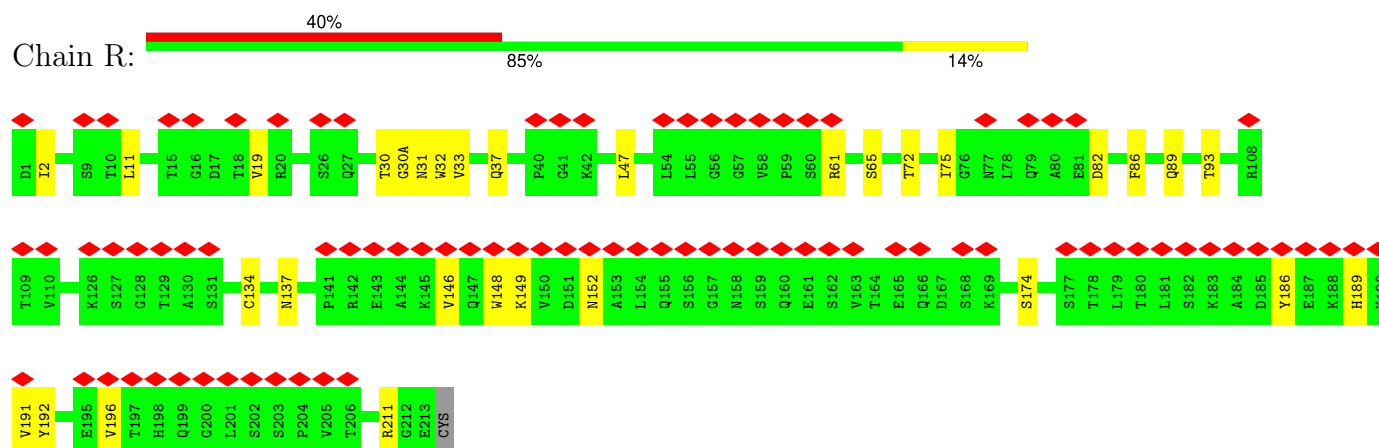 40%
Chain R:
85% 14%
D1 I2 S9 T10 L11 T15 G16 D17 T18 V19 R20 S26 Q27 T30 G30A N31 W32 V33 Q37 P40 G41 K42 L47 L54 L55 G56 G57 V58 P59 S60 R61 S65 T72 I75 G76 N77 L78 Q79 A80 E81 D82 F86 Q89 T93 R108
T109 V110 K126 S127 G128 T129 A130 S131 C134 N137 P141 R142 E143 A144 K145 V146 Q147 W148 K149 V150 D151 N152 A153 L154 Q155 S156 G157 N158 S159 Q160 E161 S162 V163 T164 E165 Q166 D167 S168 K169 S174 S177 T178 L179 T180 L181 S182 K183 A184 D185 Y186 E187 K188 H189
V191 Y192 E195 V196 T197 H198 Q199 G200 L201 S202 S203 P204 V205 T206 R211 G212 E213 CYS